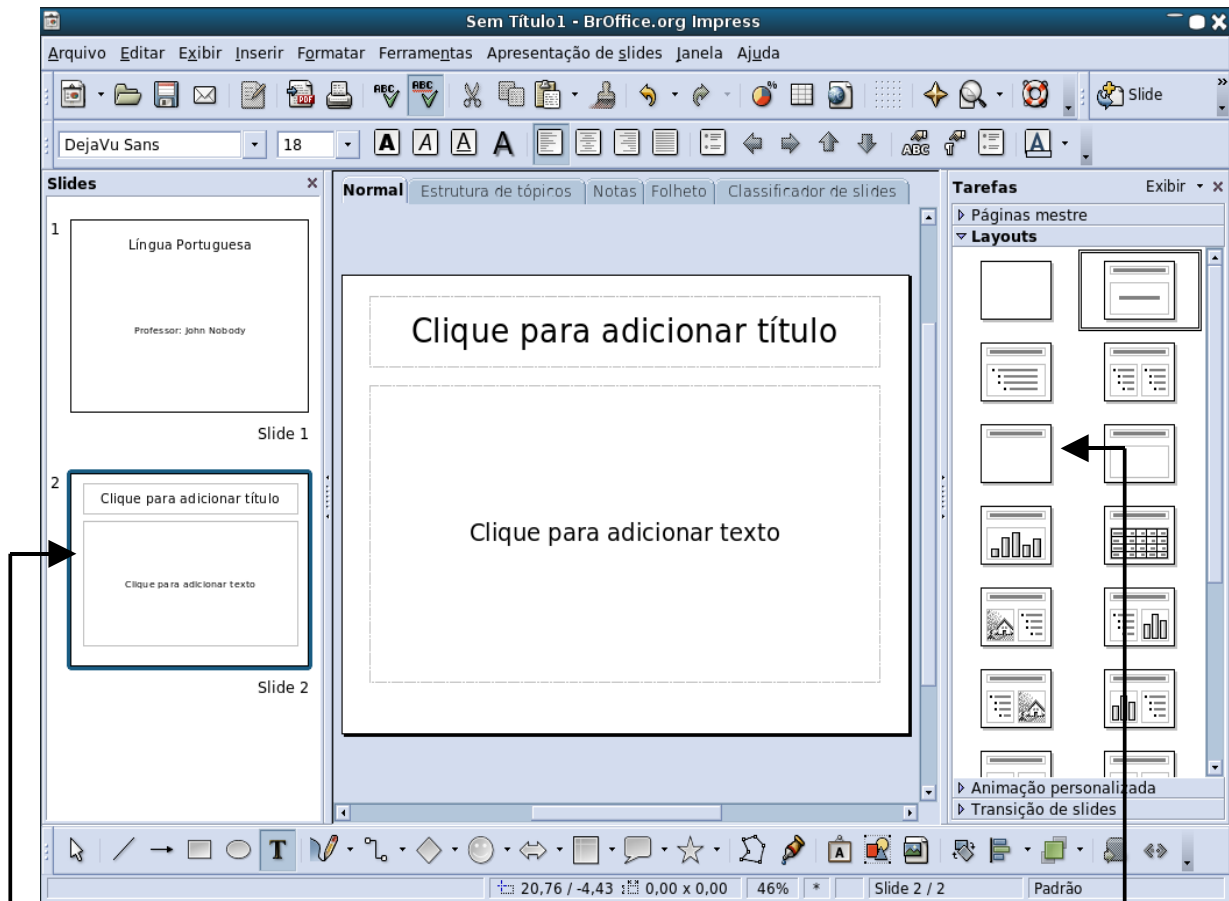 Sem Título1 - BrOffice.org Impress
Arquivo Editar Exibir Inserir Formatar Ferramentas Apresentação de slides Janela Ajuda
PDF ABC ABC Slide »
DejaVu Sans 18 A A A A ABC A
Slides
Normal Estrutura de tópicos Notas Folheto Classificador de slides
Tarefas Exibir
Páginas mestre
Layouts
1
Língua Portuguesa
Professor: John Nobody
Slide 1
2
Clique para adicionar título
Clique para adicionar texto
Slide 2
Clique para adicionar título
Clique para adicionar texto
Animação personalizada
Transição de slides
T A
20,76 / -4,43 0,00 x 0,00 46% * Slide 2 / 2 Padrão